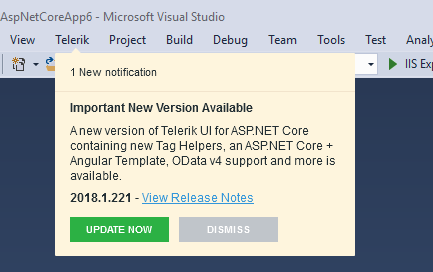 AspNetCoreApp6 - Microsoft Visual Studio
View Telerik Project Build Debug Team Tools Test
IIS
1 New notification
Important New Version Available
A new version of Telerik UI for ASP.NET Core
containing new Tag Helpers, an ASP.NET Core +
Angular Template, OData v4 support and more is
available.
2018.1.221 - View Release Notes
UPDATE NOW DISMISS